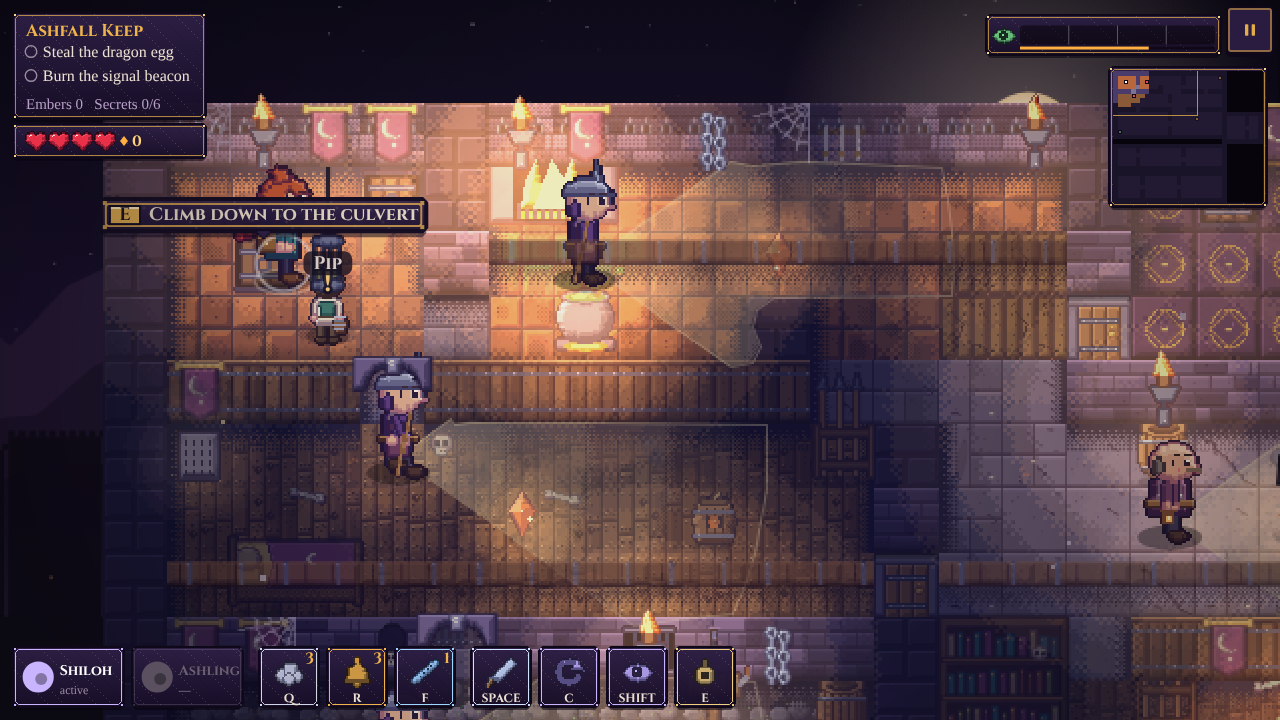 Ashfall Keep
Steal the dragon egg
Burn the signal beacon
Embers 0 Secrets 0/6
0
E Climb down to the culvert
Pip
Shiloh
active
Ashling
—
3
Q
3
R
1
F
SPACE
C
SHIFT
E